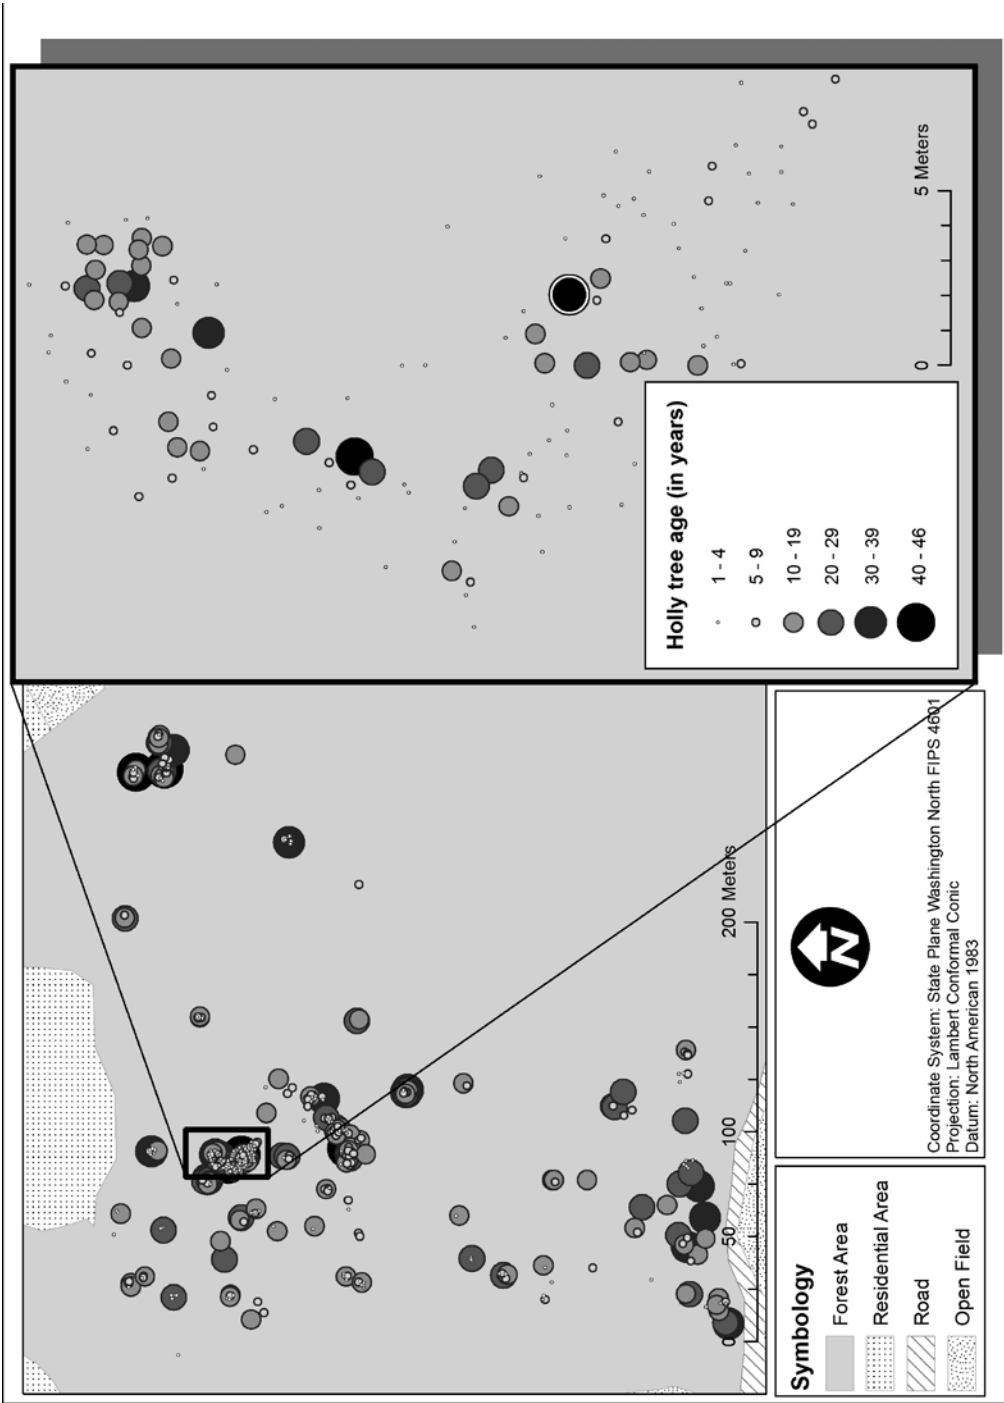 5 Meters
0
Holly tree age (in years)
1 - 4
5 - 9
10 - 19
20 - 29
30 - 39
40 - 46
0
50
100
200 Meters
N
Coordinate System: State Plane Washington North FIPS 4601
Projection: Lambert Conformal Conic
Datum: North American 1983
Symbology
Forest Area
Residential Area
Road
Open Field